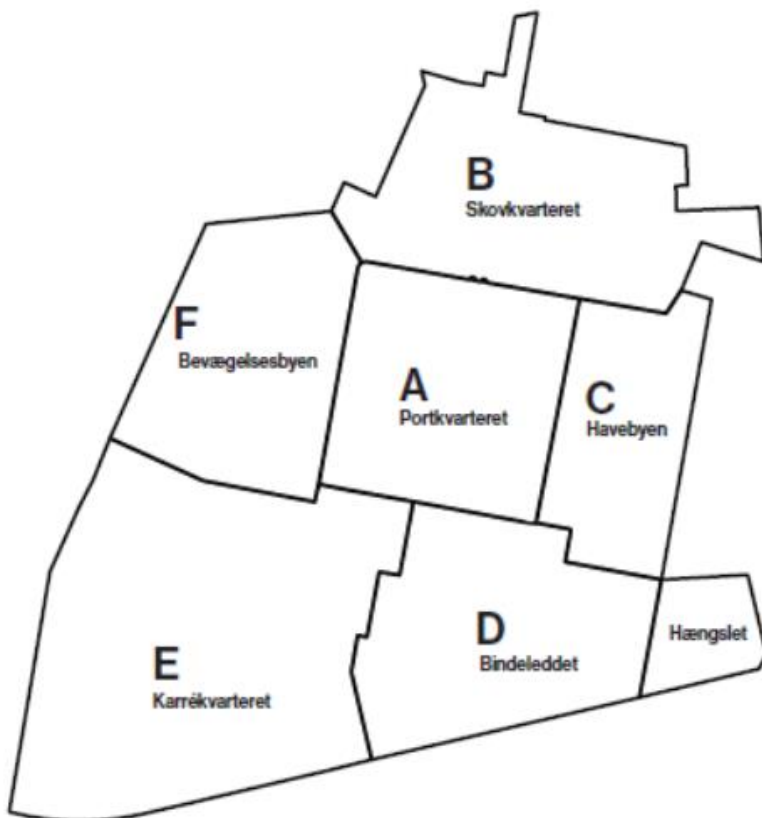 B
Skovkvarteret
F
Bevægelsesbyen
A
Portkvarteret
C
Havebyen
D
Bindeleddet
Hængslet
E
Karrékvarteret